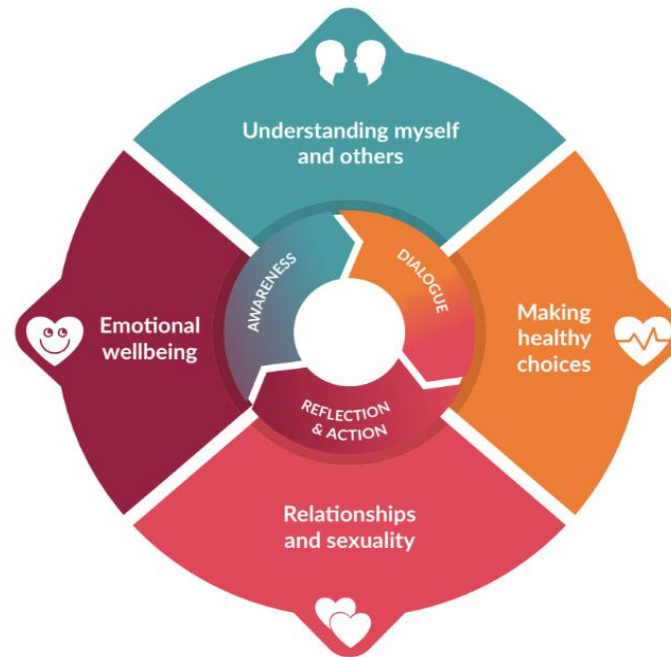 Understanding myself
and others
AWARENESS
DIALOGUE
Emotional
wellbeing
Making
healthy
choices
REFLECTION
& ACTION
Relationships
and sexuality